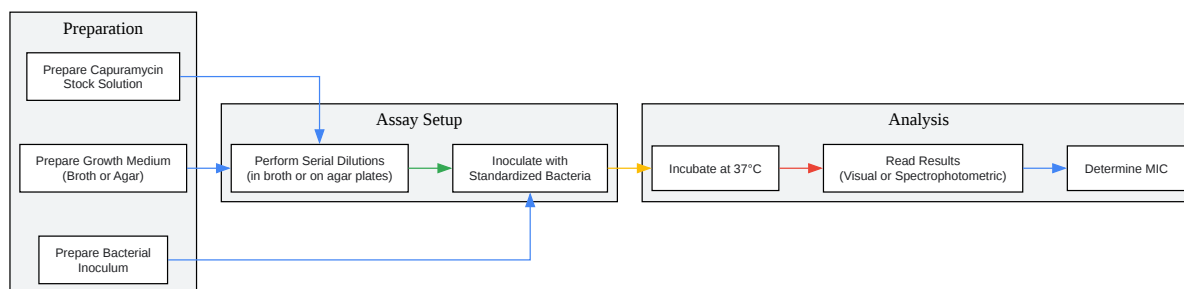 Preparation
Prepare Capuramycin
Stock Solution
Prepare Growth Medium
(Broth or Agar)
Prepare Bacterial
Inoculum
Assay Setup
Perform Serial Dilutions
(in broth or on agar plates)
Inoculate with
Standardized Bacteria
Analysis
Incubate at 37°C
Read Results
(Visual or Spectrophotometric)
Determine MIC